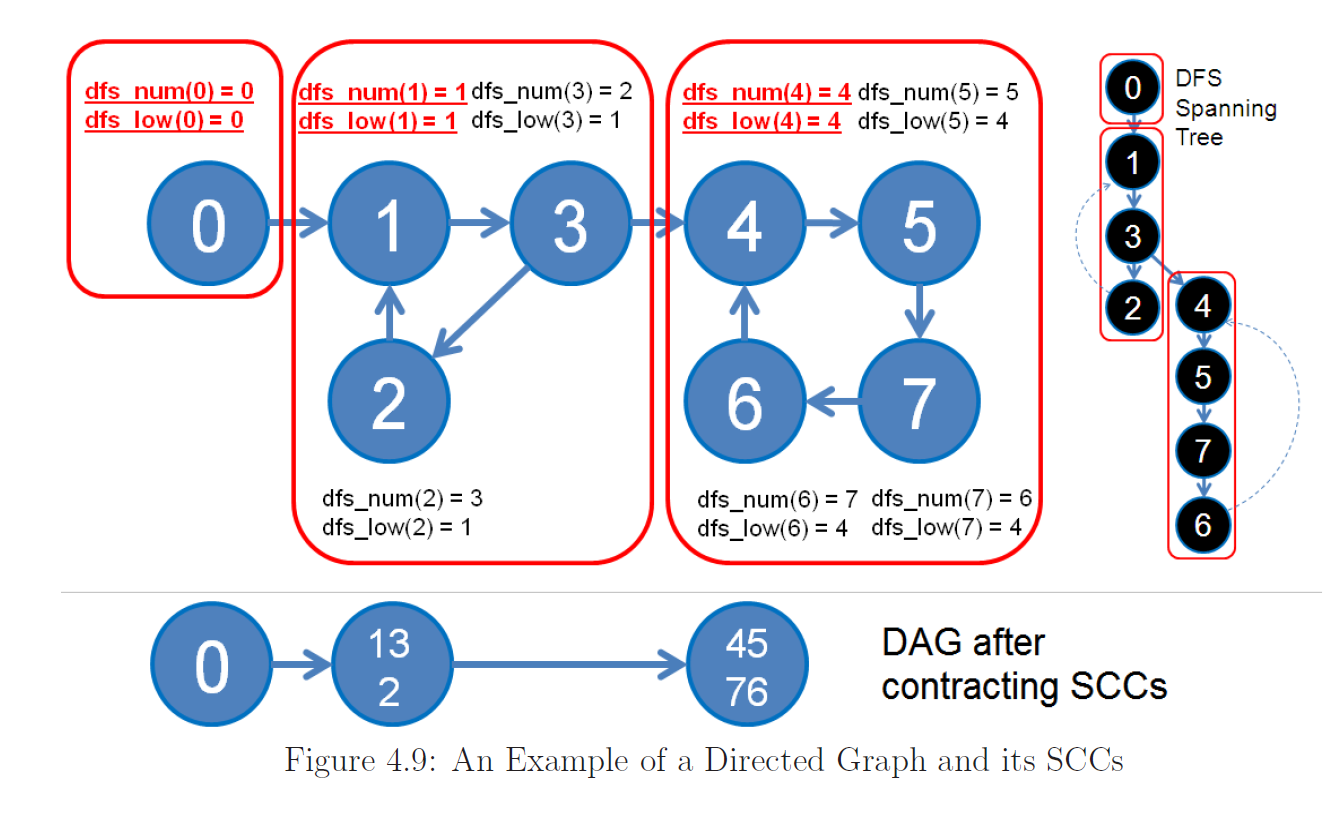 dfs_num(0) = 0
dfs_low(0) = 0
dfs_num(1) = 1
dfs_low(1) = 1
dfs_num(3) = 2
dfs_low(3) = 1
dfs_num(4) = 4
dfs_low(4) = 4
dfs_num(5) = 5
dfs_low(5) = 4
0
1
3
4
5
2
6
7
dfs_num(2) = 3
dfs_low(2) = 1
dfs_num(6) = 7
dfs_low(6) = 4
dfs_num(7) = 6
dfs_low(7) = 4
DFS
Spanning
Tree
0
1
3
2
4
5
7
6
0
13
2
45
76
DAG after
contracting SCCs
Figure 4.9: An Example of a Directed Graph and its SCCs